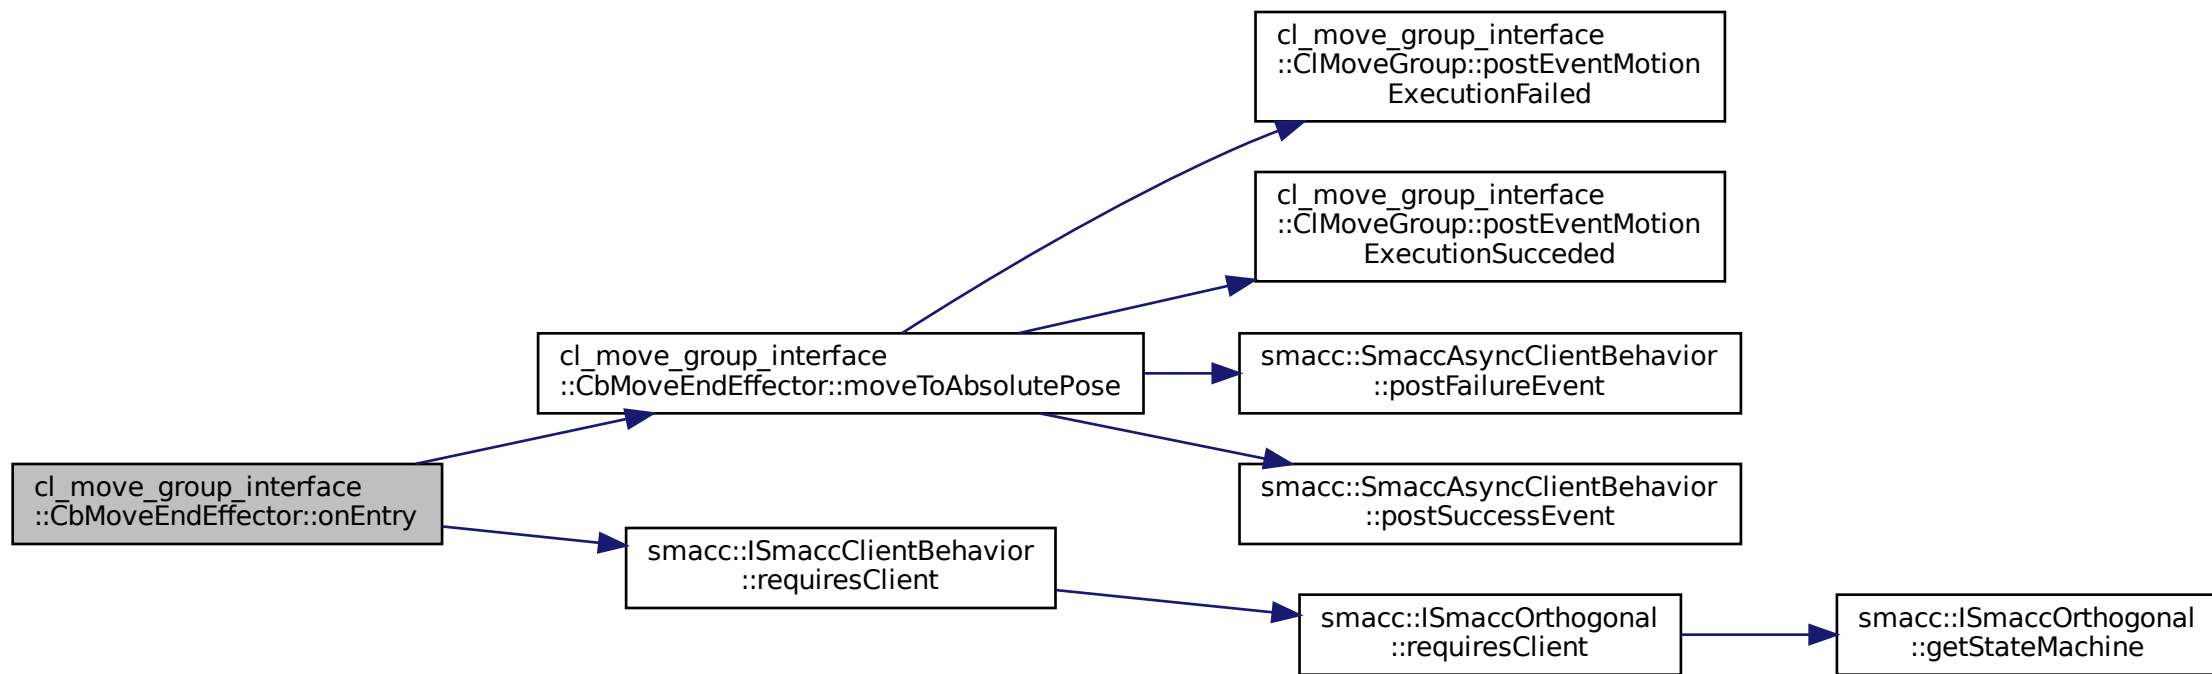 cl_move_group_interface
::ClMoveGroup::postEventMotion
ExecutionFailed
cl_move_group_interface
::ClMoveGroup::postEventMotion
ExecutionSucceded
cl_move_group_interface
::CbMoveEndEffector::moveToAbsolutePose
smacc::SmaccAsyncClientBehavior
::postFailureEvent
cl_move_group_interface
::CbMoveEndEffector::onEntry
smacc::SmaccAsyncClientBehavior
::postSuccessEvent
smacc::ISmaccClientBehavior
::requiresClient
smacc::ISmaccOrthogonal
::requiresClient
smacc::ISmaccOrthogonal
::getStateMachine